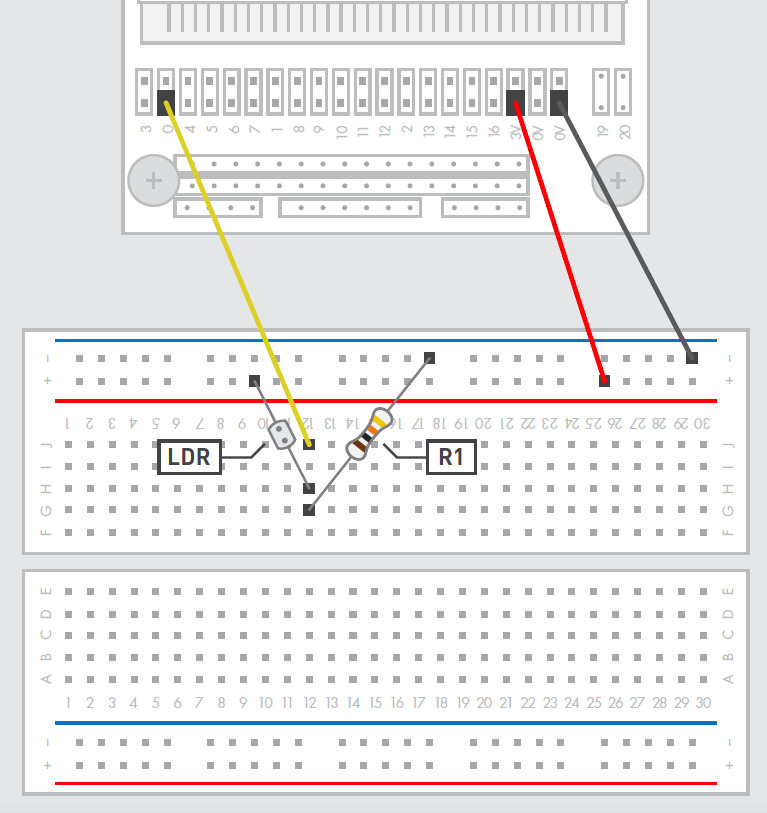 3 0 4 5 6 7 1 8 9 10 11 12 2 13 14 15 16 3V 0V 0V 19 20
− −
+ +
1 2 3 4 5 6 7 8 9 10 12 13 14 16 17 18 19 20 21 22 23 24 25 26 27 28 29 30
J J
LDR R1
I I
H H
G G
F F
E E
D D
C C
B B
A A
1 2 3 4 5 6 7 8 9 10 11 12 13 14 15 16 17 18 19 20 21 22 23 24 25 26 27 28 29 30
− −
+ +